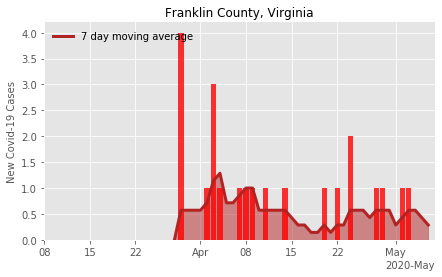 Franklin County, Virginia
7 day moving average
New Covid-19 Cases
4.0
3.5
3.0
2.5
2.0
1.5
1.0
0.5
0.0
08 15 22 Apr 08 15 22 May
2020-May